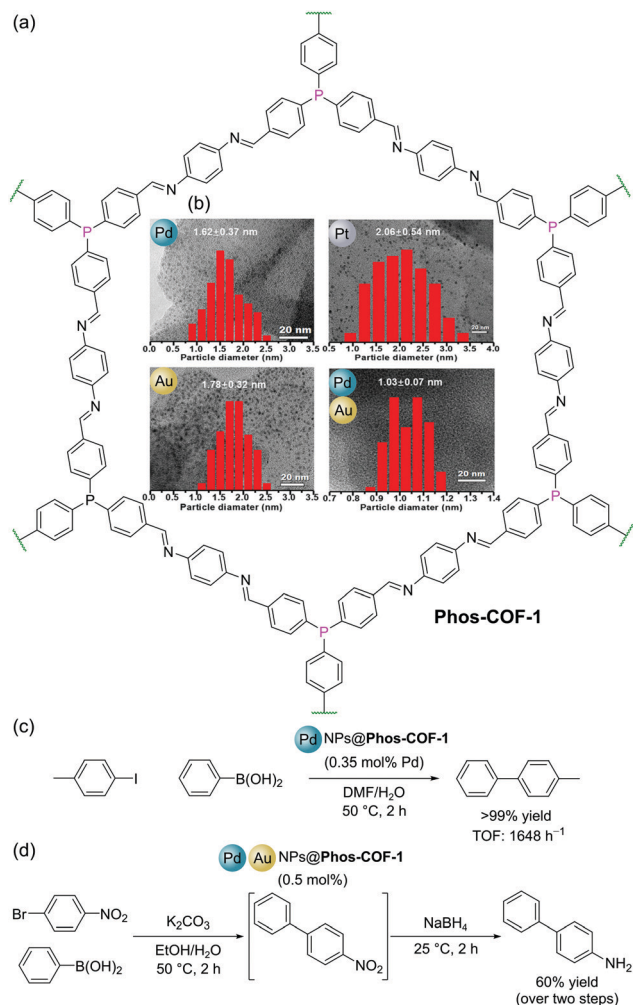 (a)
P
N
N
N
N
P
P
N
N
N
N
P
P
N
N
N
N
P
Phos-COF-1
(b)
Pd
1.62±0.37 nm
20 nm
0.0 0.5 1.0 1.5 2.0 2.5 3.0 3.5
Particle diameter (nm)
Pt
2.06±0.54 nm
20 nm
0.5 1.0 1.5 2.0 2.5 3.0 3.5 4.0
Particle diameter (nm)
Au
1.78±0.32 nm
20 nm
0.0 0.5 1.0 1.5 2.0 2.5 3.0 3.5
Particle diamater (nm)
Pd
Au
1.03±0.07 nm
20 nm
0.7 0.8 0.9 1.0 1.1 1.2 1.3 1.4
Particle diameter (nm)
(c)
I
B(OH)2
Pd NPs@Phos-COF-1
(0.35 mol% Pd)
DMF/H2O
50 °C, 2 h
>99% yield
TOF: 1648 h−1
(d)
Pd Au NPs@Phos-COF-1
(0.5 mol%)
Br
NO2
B(OH)2
K2CO3
EtOH/H2O
50 °C, 2 h
NO2
NaBH4
25 °C, 2 h
NH2
60% yield
(over two steps)